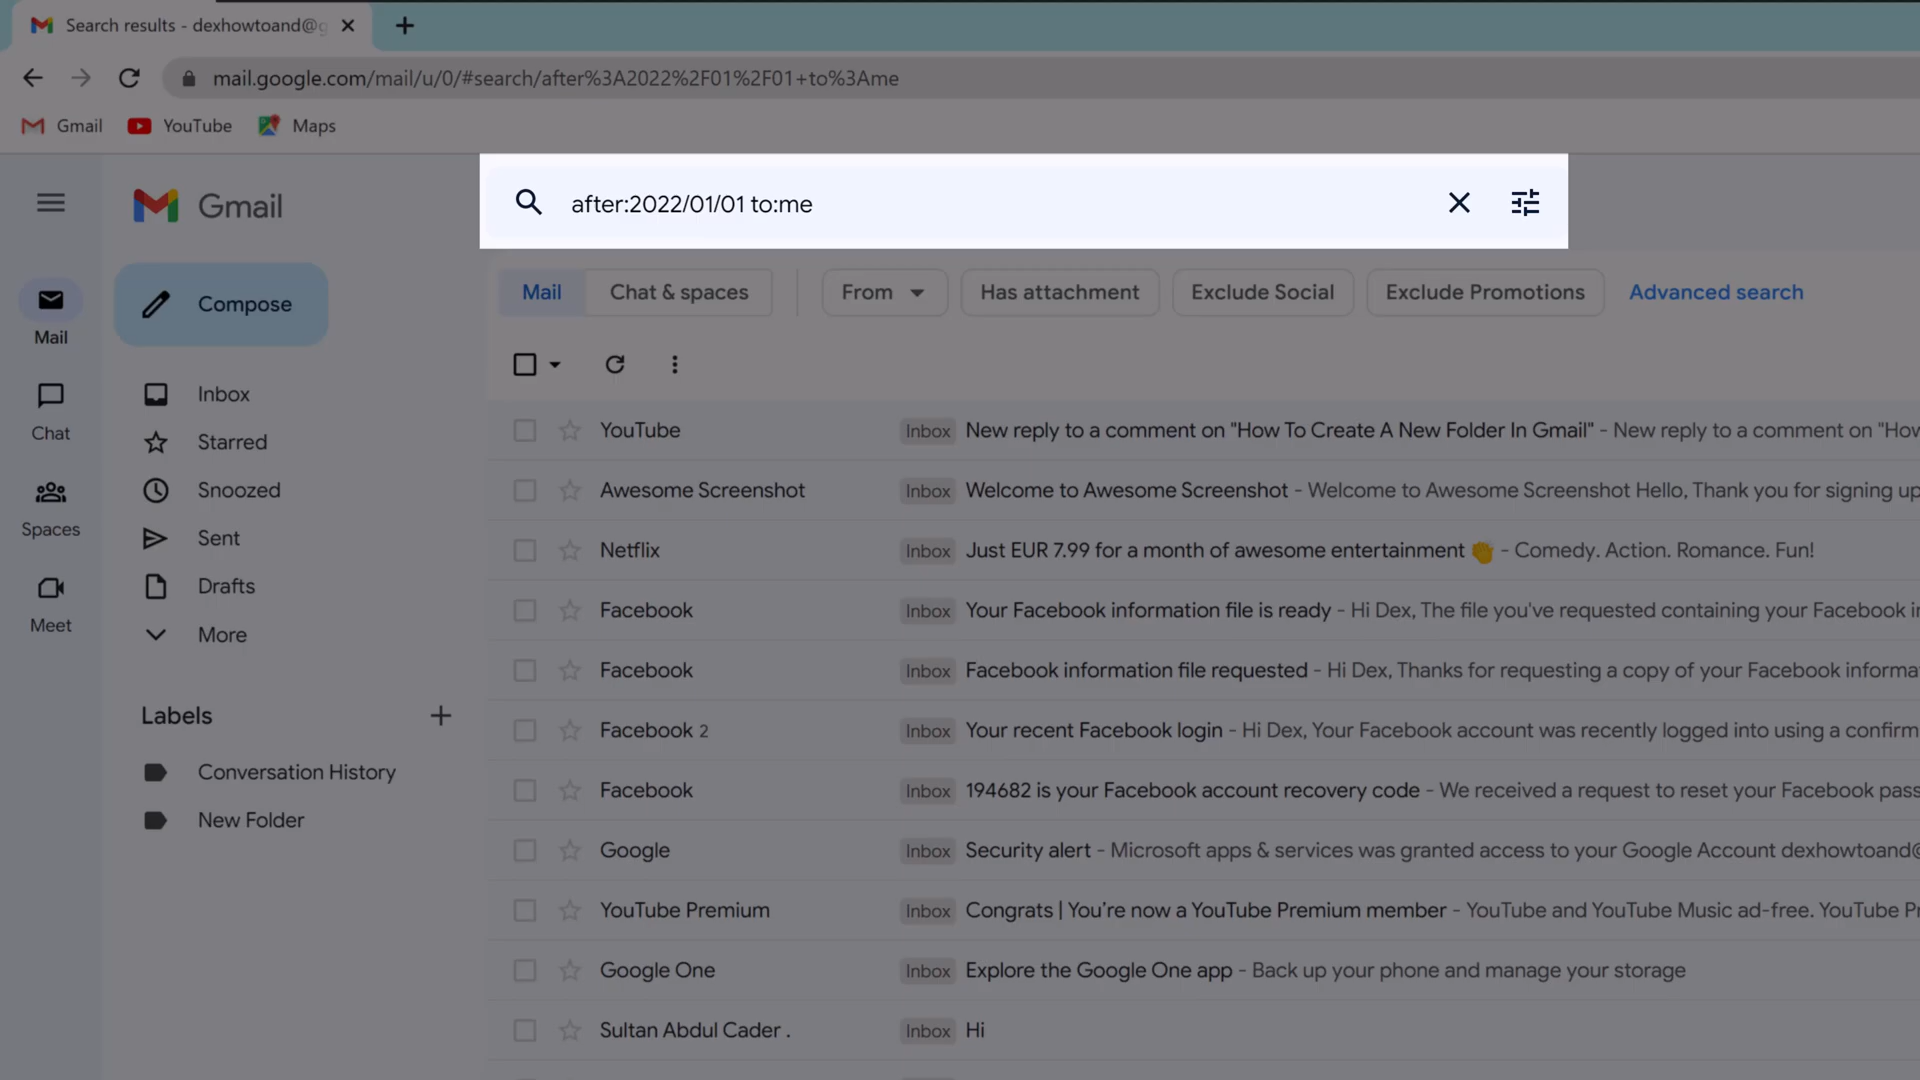 Search results - dexhowtoand@g
mail.google.com/mail/u/0/#search/after%3A2022%2F01%2F01+to%3Ame
Gmail YouTube Maps
Gmail
after:2022/01/01 to:me
Mail
Chat
Spaces
Meet
Compose
Inbox
Starred
Snoozed
Sent
Drafts
More
Labels
Conversation History
New Folder
Mail Chat & spaces From Has attachment Exclude Social Exclude Promotions Advanced search
YouTube Inbox New reply to a comment on "How To Create A New Folder In Gmail" - New reply to a comment on "How
Awesome Screenshot Inbox Welcome to Awesome Screenshot - Welcome to Awesome Screenshot Hello, Thank you for signing up
Netflix Inbox Just EUR 7.99 for a month of awesome entertainment 👏 - Comedy. Action. Romance. Fun!
Facebook Inbox Your Facebook information file is ready - Hi Dex, The file you've requested containing your Facebook i
Facebook Inbox Facebook information file requested - Hi Dex, Thanks for requesting a copy of your Facebook informa
Facebook 2 Inbox Your recent Facebook login - Hi Dex, Your Facebook account was recently logged into using a confirm
Facebook Inbox 194682 is your Facebook account recovery code - We received a request to reset your Facebook pass
Google Inbox Security alert - Microsoft apps & services was granted access to your Google Account dexhowtoand@
YouTube Premium Inbox Congrats | You're now a YouTube Premium member - YouTube and YouTube Music ad-free. YouTube P
Google One Inbox Explore the Google One app - Back up your phone and manage your storage
Sultan Abdul Cader . Inbox Hi